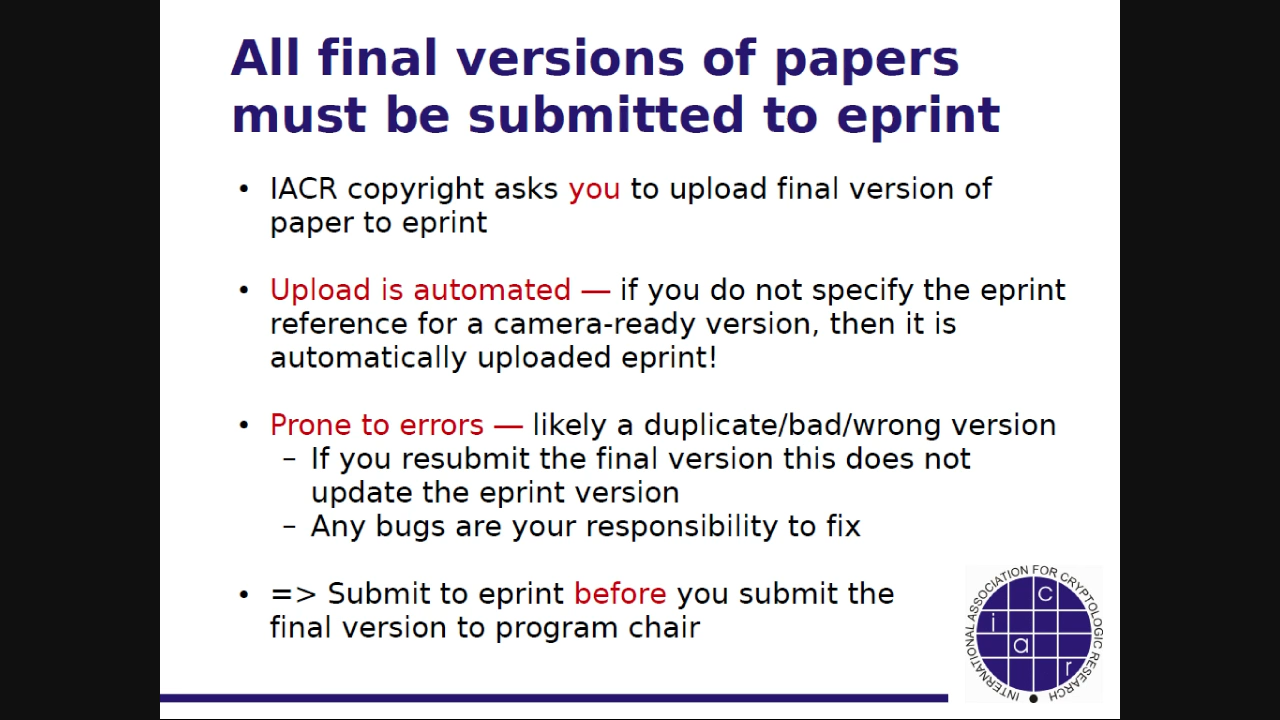 All final versions of papers
must be submitted to eprint
• IACR copyright asks you to upload final version of
paper to eprint
• Upload is automated — if you do not specify the eprint
reference for a camera-ready version, then it is
automatically uploaded eprint!
• Prone to errors — likely a duplicate/bad/wrong version
– If you resubmit the final version this does not
update the eprint version
– Any bugs are your responsibility to fix
• => Submit to eprint before you submit the
final version to program chair
INTERNATIONAL ASSOCIATION FOR CRYPTOLOGIC RESEARCH
i a c r